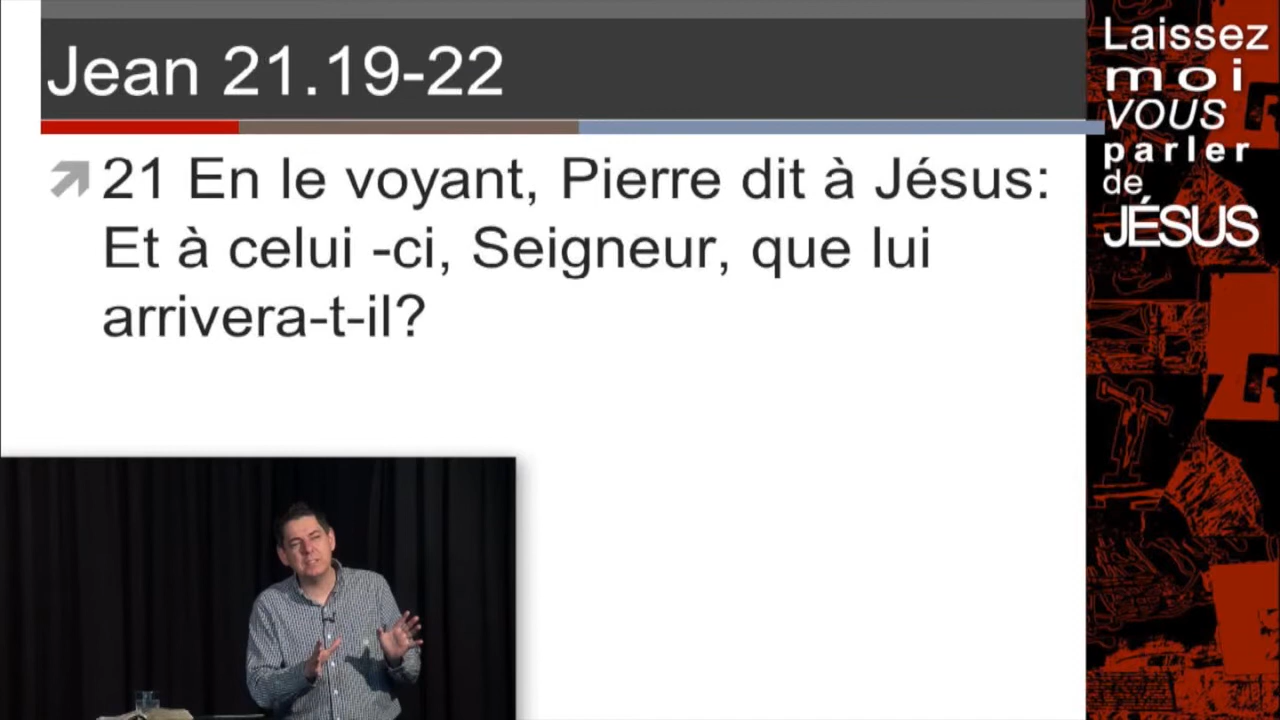 Jean 21.19-22
21 En le voyant, Pierre dit à Jésus:
Et à celui -ci, Seigneur, que lui
arrivera-t-il?
Laissez
moi
VOUS
parler
de
JÉSUS